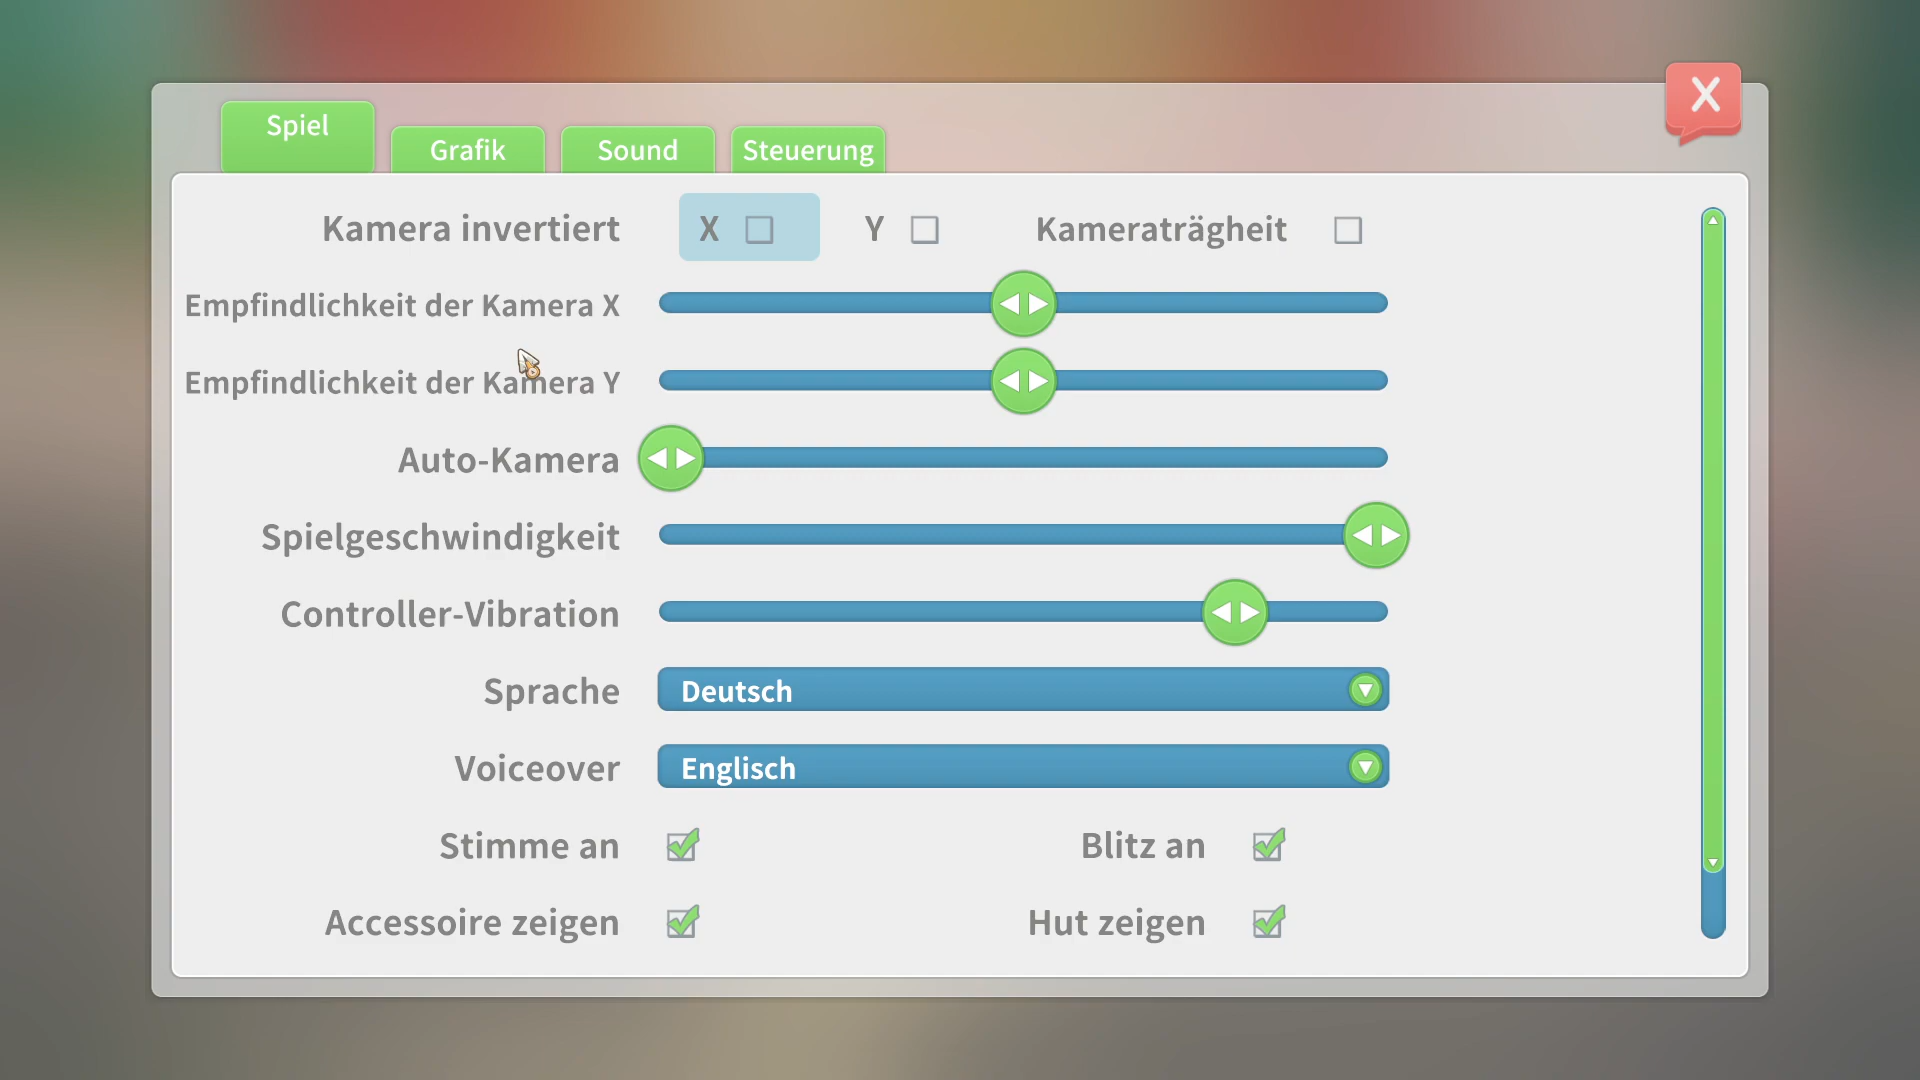 Spiel
Grafik
Sound
Steuerung
X
Kamera invertiert X Y Kameraträgheit
Empfindlichkeit der Kamera X
Empfindlichkeit der Kamera Y
Auto-Kamera
Spielgeschwindigkeit
Controller-Vibration
Sprache Deutsch
Voiceover Englisch
Stimme an Blitz an
Accessoire zeigen Hut zeigen